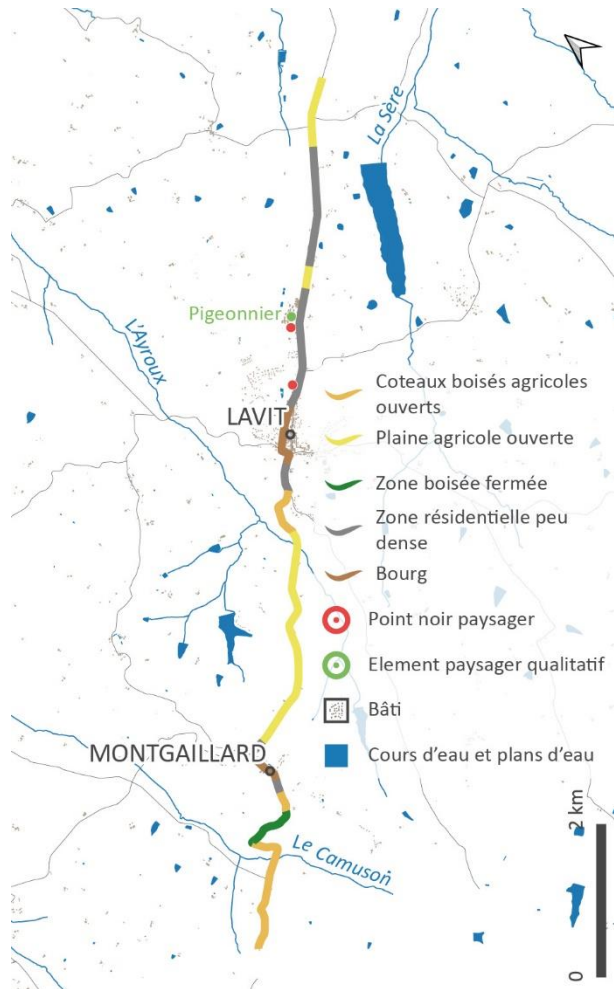 La Sère
Pigeonnier
L'Ayroux
LAVIT
Coteaux boisés agricoles
ouverts
Plaine agricole ouverte
Zone boisée fermée
Zone résidentielle peu
dense
Bourg
Point noir paysager
Element paysager qualitatif
Bâti
Cours d'eau et plans d'eau
MONTGAILLARD
Le Camuson
0
2 km